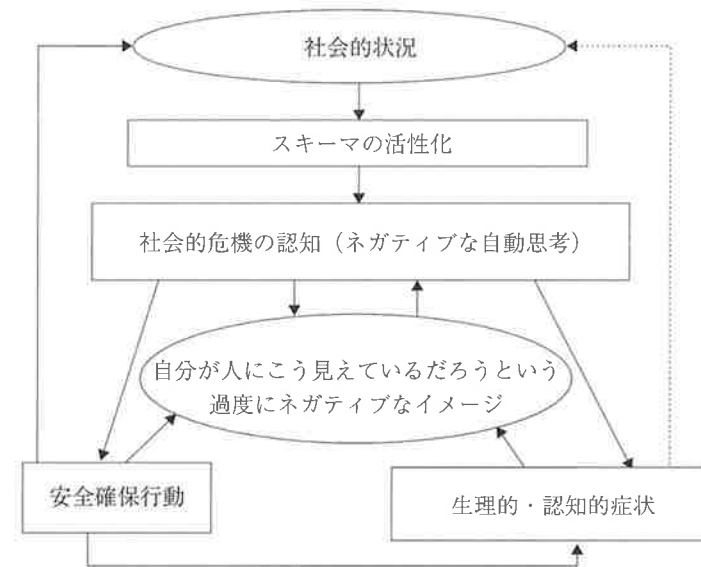 社会的状況
スキーマの活性化
社会的危機の認知（ネガティブな自動思考）
自分が人にこう見えているだろうという
過度にネガティブなイメージ
安全確保行動
生理的・認知的症状